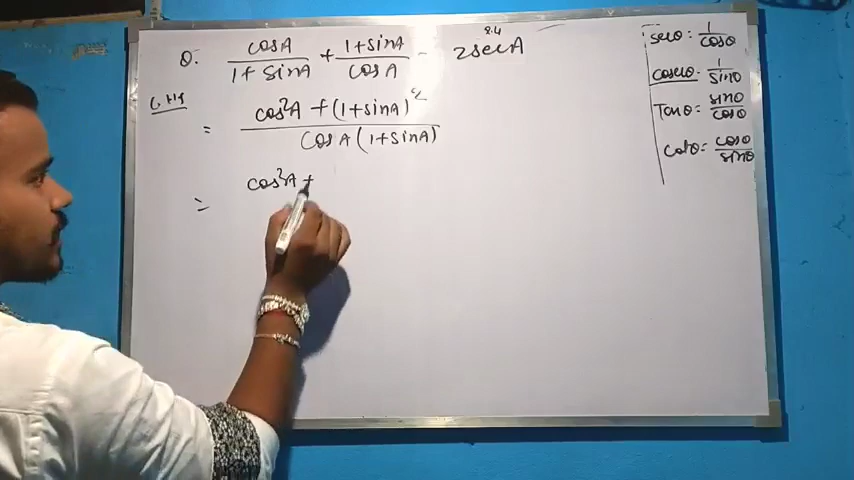 Q. cosA/(1+sinA) + (1+sinA)/cosA = 2secA
8.4
L.H.S
= (cos²A + (1+sinA)²)/(cosA(1+sinA))
= cos²A +
secθ = 1/cosθ
cosecθ = 1/sinθ
Tanθ = sinθ/cosθ
cotθ = cosθ/sinθ